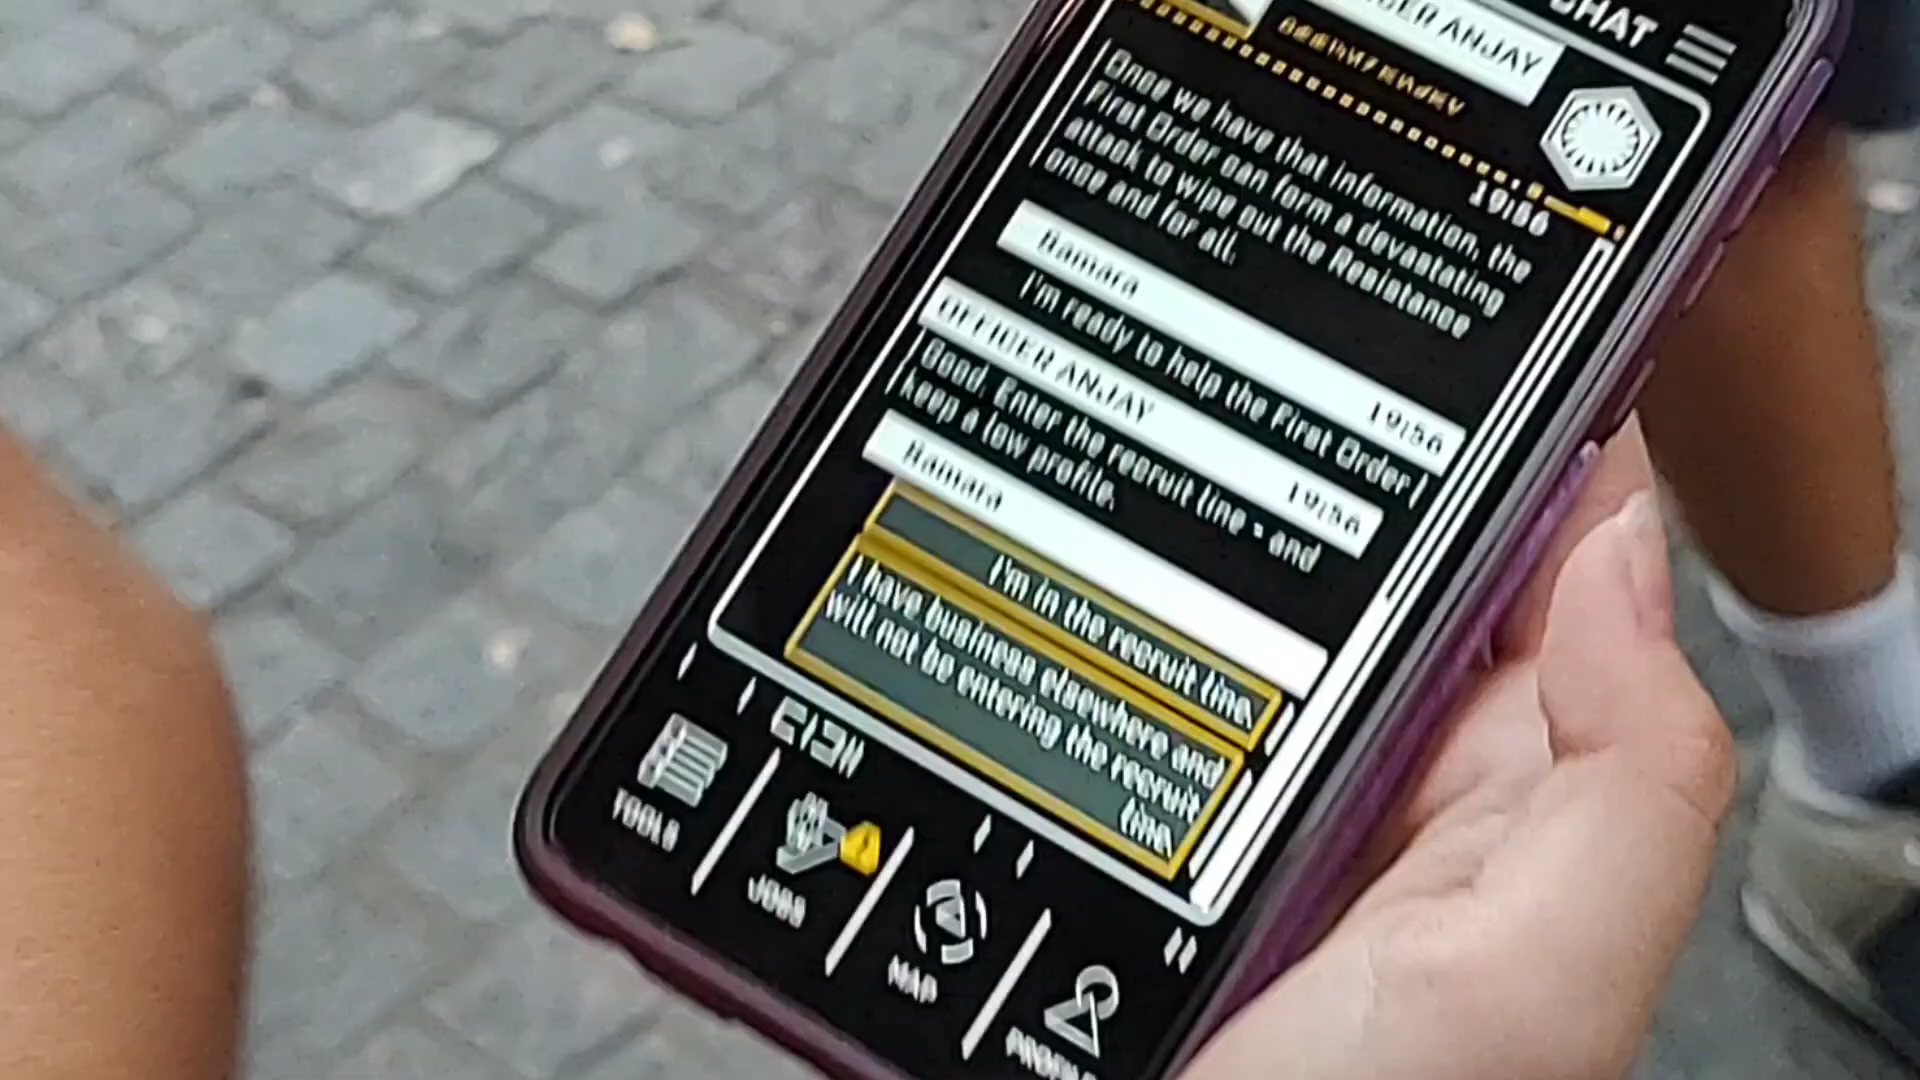 CHAT
OFFICER ANJAY
19:56
Once we have that information, the
First Order can form a devastating
attack to wipe out the Resistance
once and for all.
19:56
I'm ready to help the First Order!
OFFICER ANJAY
19:56
Good. Enter the recruit line - and
keep a low profile.
I'm in the recruit line.
I have business elsewhere and
will not be entering the recruit
line.
TOOLS
JOBS
MAP
PROFILE